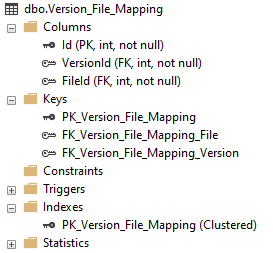 dbo.Version_File_Mapping
Columns
Id (PK, int, not null)
VersionId (FK, int, not null)
FileId (FK, int, not null)
Keys
PK_Version_File_Mapping
FK_Version_File_Mapping_File
FK_Version_File_Mapping_Version
Constraints
Triggers
Indexes
PK_Version_File_Mapping (Clustered)
Statistics